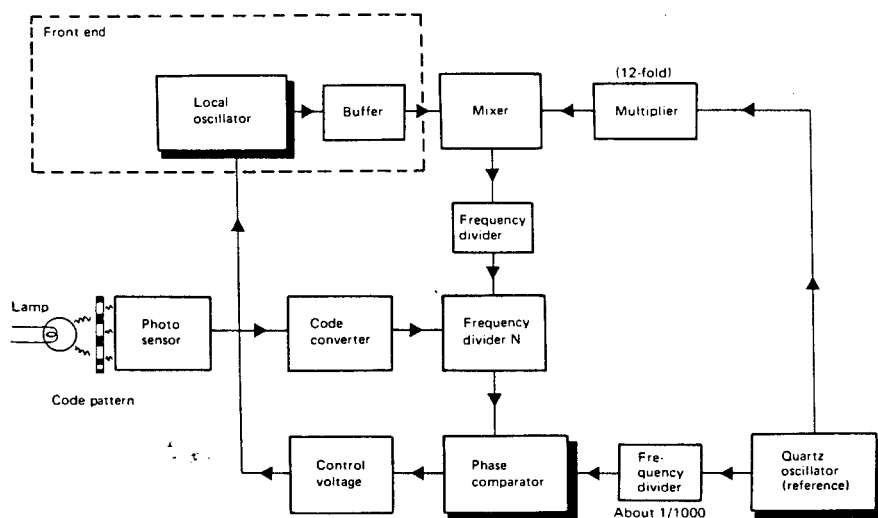 Front end
Local
oscillator
Buffer
Mixer
(12-fold)
Multiplier
Frequency
divider
Lamp
Photo
sensor
Code
converter
Frequency
divider N
Code pattern
Control
voltage
Phase
comparator
Fre-
quency
divider
About 1/1000
Quartz
oscillator
(reference)